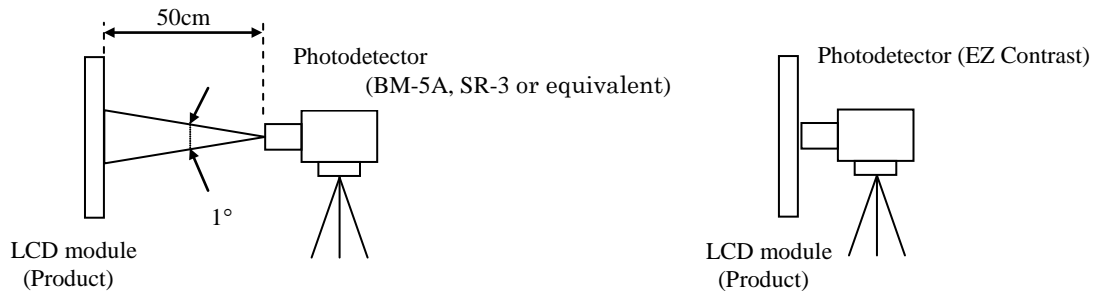 50cm
Photodetector
(BM-5A, SR-3 or equivalent)
1°
LCD module
(Product)
Photodetector (EZ Contrast)
LCD module
(Product)